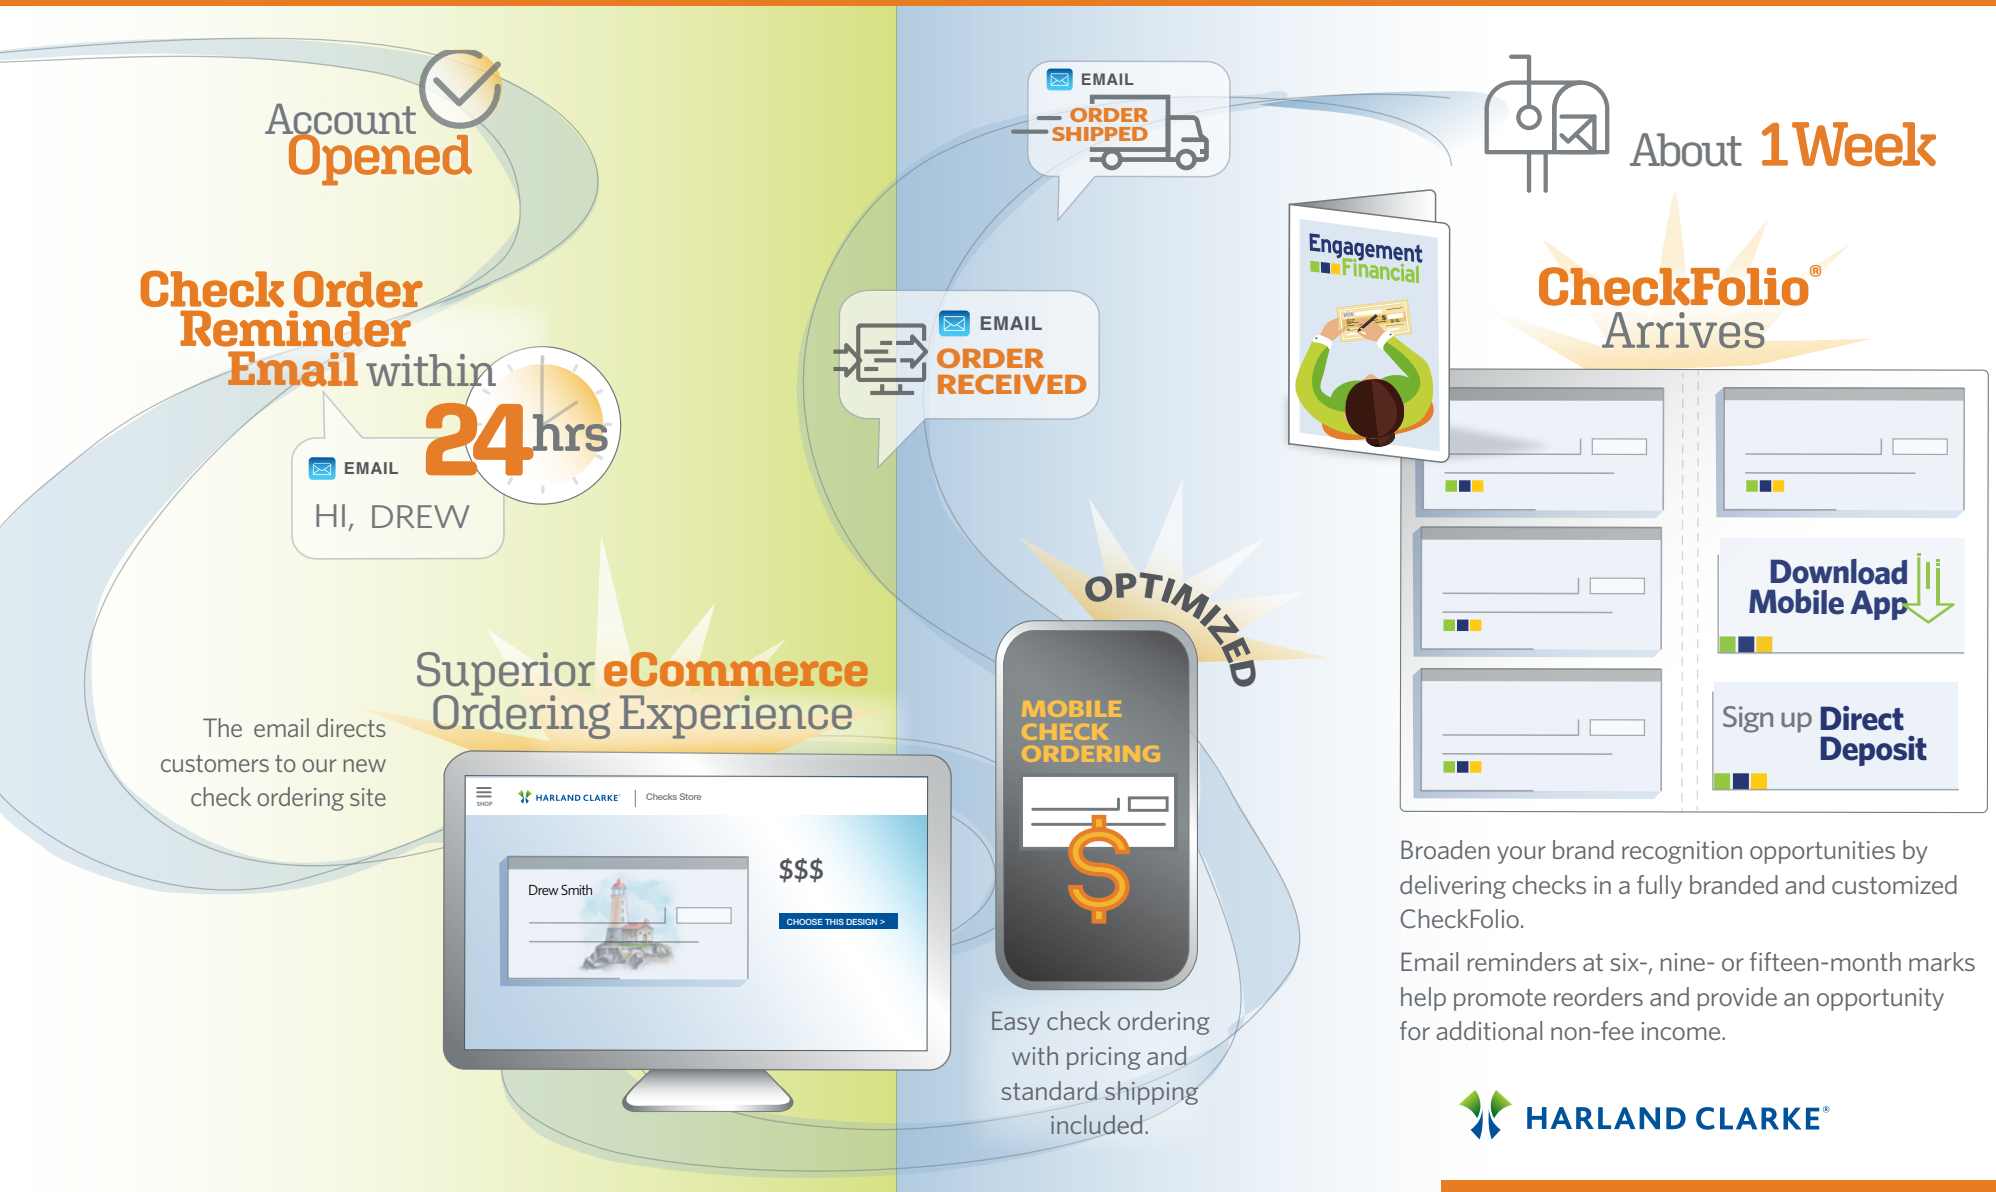 Account
Opened
Check Order
Reminder
Email within
24 hrs
EMAIL
HI, DREW
The email directs
customers to our new
check ordering site
Superior eCommerce
Ordering Experience
SHOP
HARLAND CLARKE®
Checks Store
Drew Smith
$$$
CHOOSE THIS DESIGN >
OPTIMIZED
MOBILE
CHECK
ORDERING
$
Easy check ordering
with pricing and
standard shipping
included.
EMAIL
ORDER
RECEIVED
EMAIL
ORDER
SHIPPED
About 1 Week
CheckFolio®
Arrives
Engagement
Financial
Download
Mobile App
Sign up Direct
Deposit
Broaden your brand recognition opportunities by
delivering checks in a fully branded and customized
CheckFolio.
Email reminders at six-, nine- or fifteen-month marks
help promote reorders and provide an opportunity
for additional non-fee income.
HARLAND CLARKE®